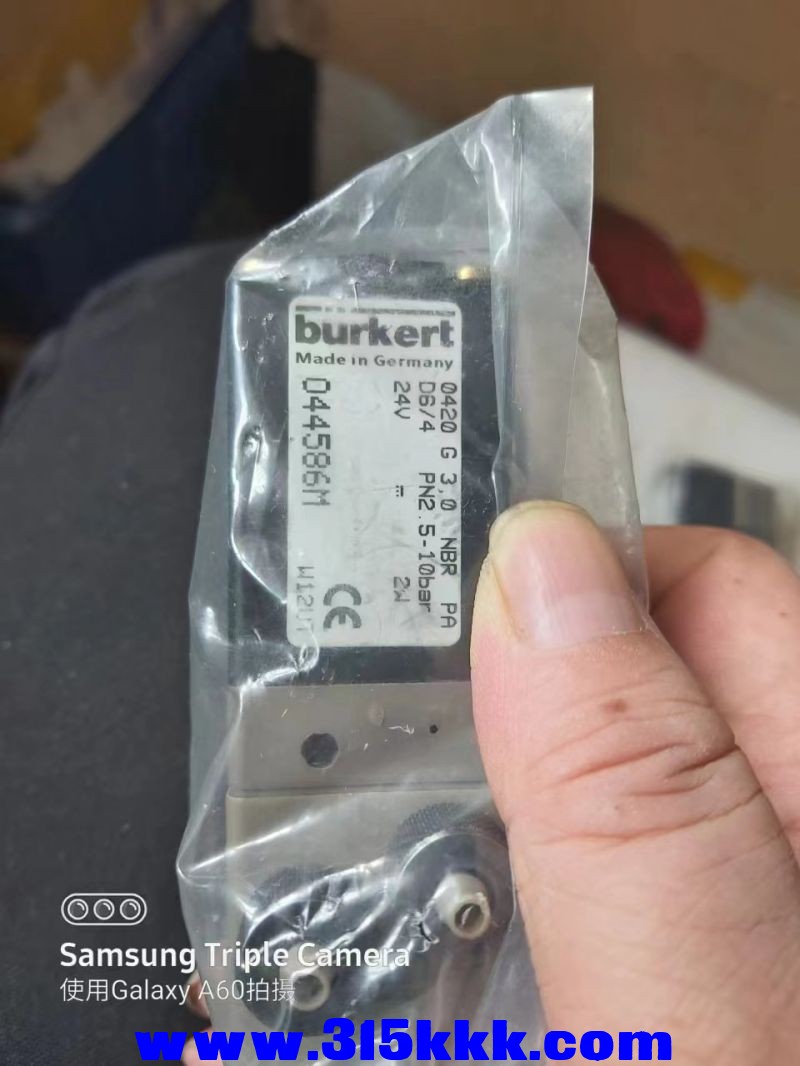 burkert
Made in Germany
0420 G 3,0 NBR PA
D6/4 PN2.5-10bar
24V ⎓ 2W
044586M
CE
Samsung Triple Camera
使用Galaxy A60拍摄
www.315kkk.com